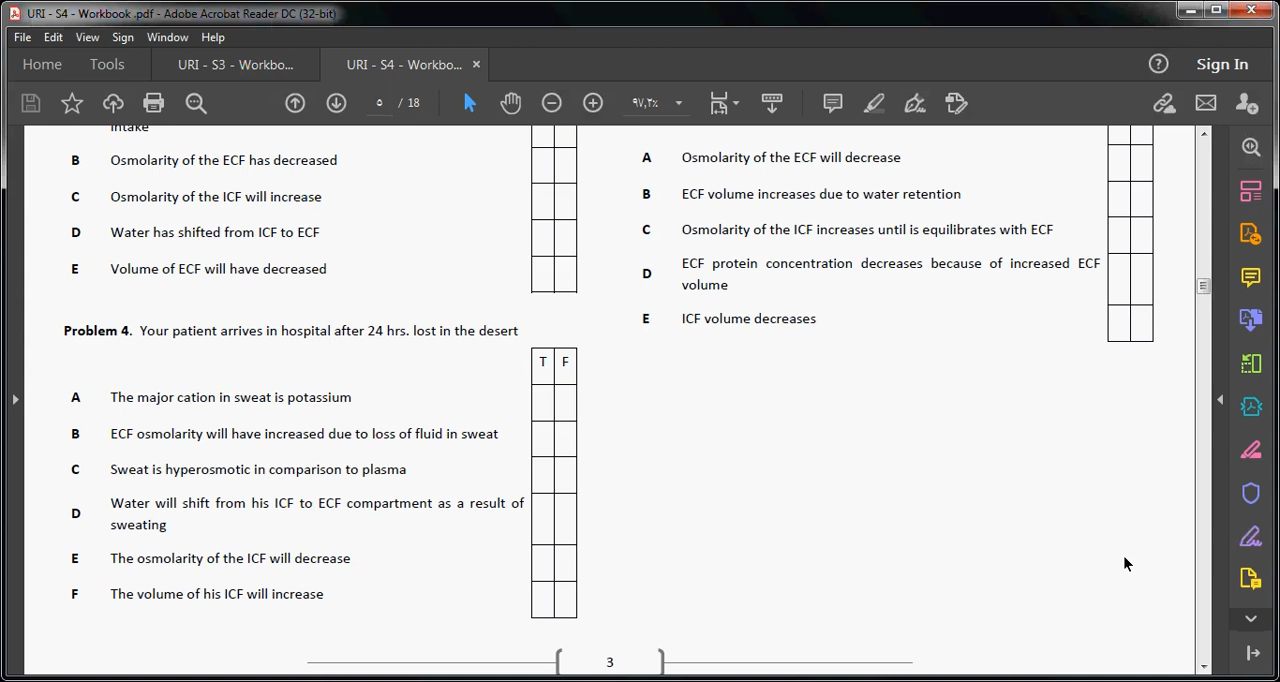 URI - S4 - Workbook .pdf - Adobe Acrobat Reader DC (32-bit)
File Edit View Sign Window Help
Home Tools URI - S3 - Workbo... URI - S4 - Workbo... ×
Sign In
٥ / 18
٩٧,٢%
intake
B Osmolarity of the ECF has decreased
C Osmolarity of the ICF will increase
D Water has shifted from ICF to ECF
E Volume of ECF will have decreased
Problem 4. Your patient arrives in hospital after 24 hrs. lost in the desert
T F
A The major cation in sweat is potassium
B ECF osmolarity will have increased due to loss of fluid in sweat
C Sweat is hyperosmotic in comparison to plasma
D Water will shift from his ICF to ECF compartment as a result of
sweating
E The osmolarity of the ICF will decrease
F The volume of his ICF will increase
A Osmolarity of the ECF will decrease
B ECF volume increases due to water retention
C Osmolarity of the ICF increases until is equilibrates with ECF
D ECF protein concentration decreases because of increased ECF
volume
E ICF volume decreases
3